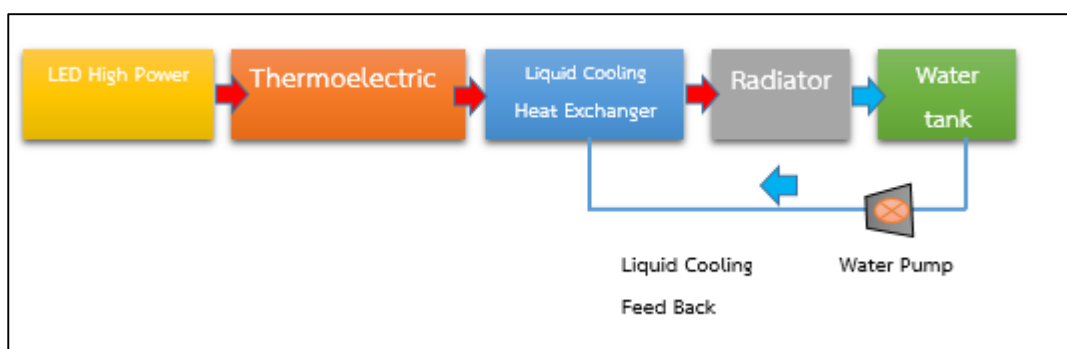 LED High Power
Thermoelectric
Liquid Cooling
Heat Exchanger
Radiator
Water
tank
Liquid Cooling
Feed Back
Water Pump